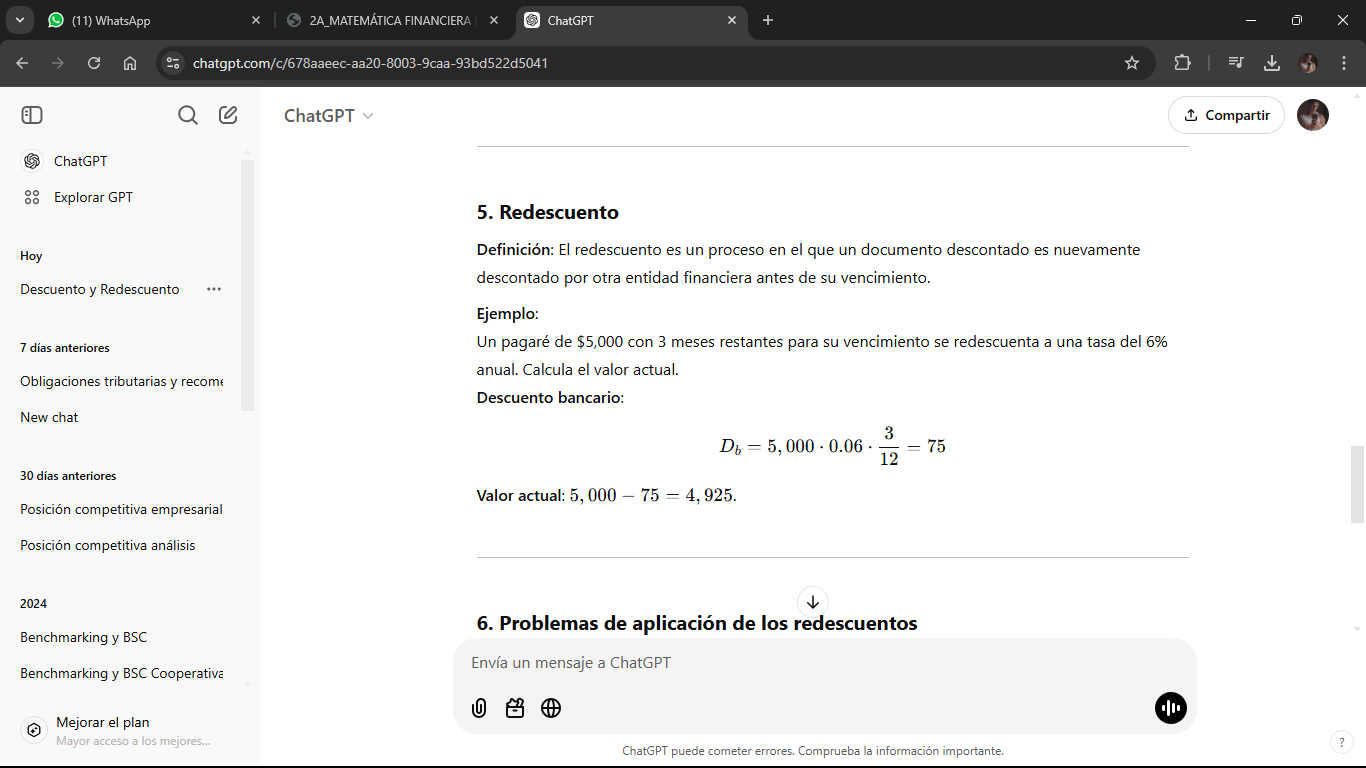 (11) WhatsApp
2A_MATEMÁTICA FINANCIERA
ChatGPT
chatgpt.com/c/678aaeec-aa20-8003-9caa-93bd522d5041
ChatGPT
Compartir
ChatGPT
Explorar GPT
Hoy
Descuento y Redescuento
7 días anteriores
Obligaciones tributarias y recome
New chat
30 días anteriores
Posición competitiva empresarial
Posición competitiva análisis
2024
Benchmarking y BSC
Benchmarking y BSC Cooperativa
Mejorar el plan
Mayor acceso a los mejores...
5. Redescuento
Definición: El redescuento es un proceso en el que un documento descontado es nuevamente
descontado por otra entidad financiera antes de su vencimiento.
Ejemplo:
Un pagaré de $5,000 con 3 meses restantes para su vencimiento se redescuenta a una tasa del 6%
anual. Calcula el valor actual.
Descuento bancario:
D_b = 5,000 · 0.06 · 3/12 = 75
Valor actual: 5,000 − 75 = 4,925.
6. Problemas de aplicación de los redescuentos
Envía un mensaje a ChatGPT
ChatGPT puede cometer errores. Comprueba la información importante.
?